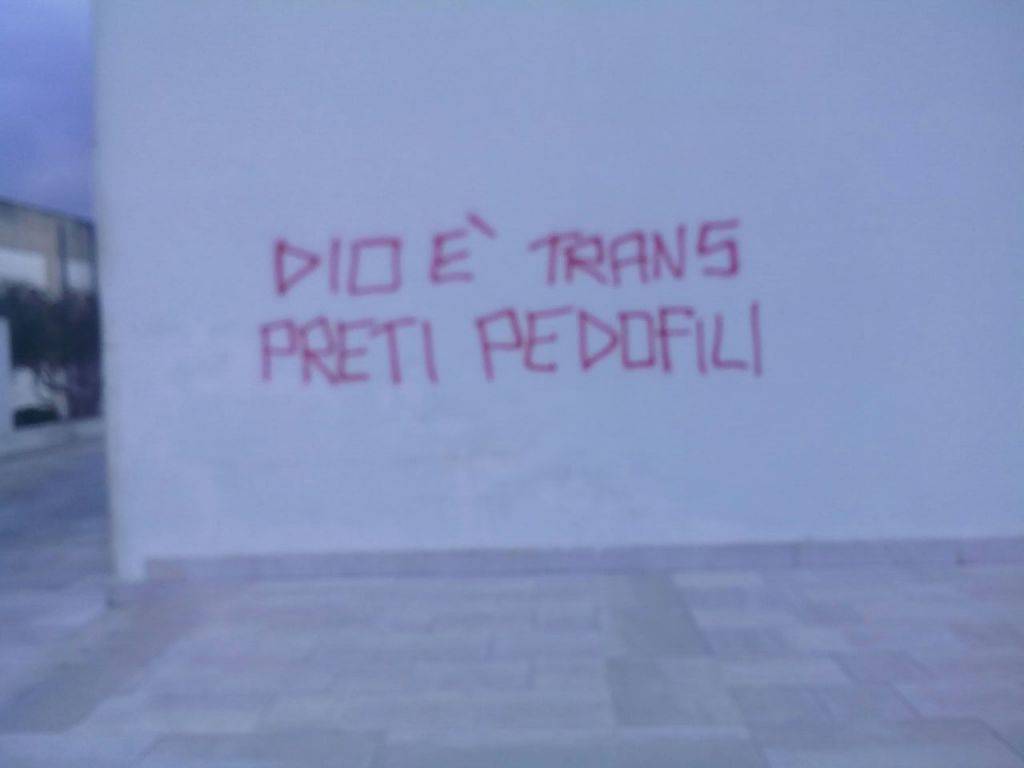 DIO È TRANS
PRETI PEDOFILI